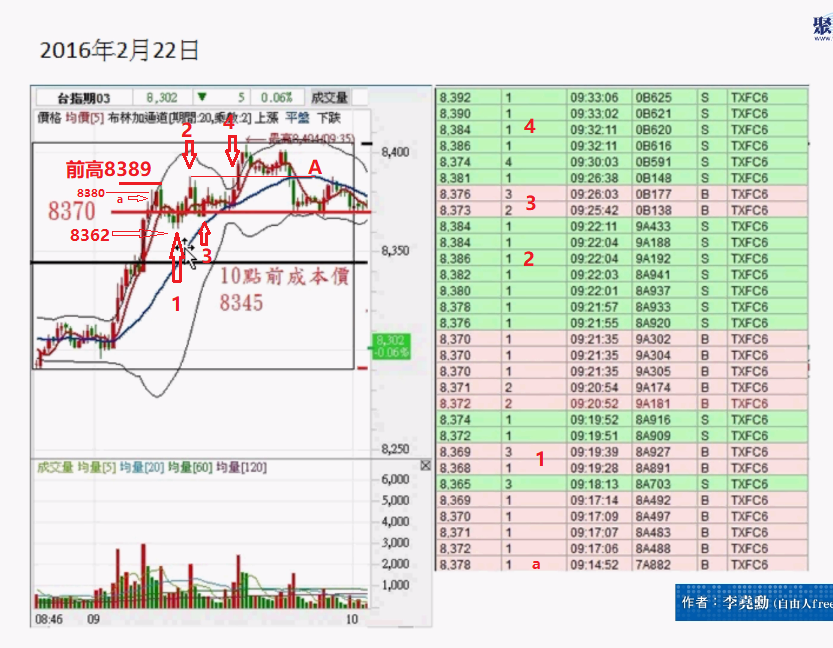 2016年2月22日
聚
www.
台指期03 8,302 ▼ 5 0.06% 成交量
價格 均價[5] 布林加通道[期間:20,乘數:2] 上漲 平盤 下跌
2 4 最高8,404(09:35)
8,400
前高8389
A
8380
a
8370
8362
3
8,350
10點前成本價
8345
1
8,302
-0.06%
8,250
成交量 均量[5] 均量[20] 均量[60] 均量[120]
6,000
5,000
4,000
3,000
2,000
1,000
08:46 09 10
8,392 1 09:33:06 0B625 S TXFC6
8,390 1 09:33:02 0B621 S TXFC6
8,384 1 4 09:32:11 0B620 S TXFC6
8,386 1 09:32:11 0B616 S TXFC6
8,374 4 09:30:03 0B591 S TXFC6
8,381 1 09:26:38 0B148 S TXFC6
8,376 3 09:26:03 0B177 B TXFC6
8,373 2 3 09:25:42 0B138 B TXFC6
8,384 1 09:22:11 9A433 S TXFC6
8,384 1 09:22:04 9A188 S TXFC6
8,386 1 2 09:22:04 9A192 S TXFC6
8,382 1 09:22:03 8A941 S TXFC6
8,380 1 09:22:01 8A937 S TXFC6
8,378 1 09:21:57 8A933 S TXFC6
8,376 1 09:21:55 8A920 S TXFC6
8,370 1 09:21:35 9A302 B TXFC6
8,370 1 09:21:35 9A304 B TXFC6
8,370 1 09:21:35 9A305 B TXFC6
8,371 2 09:20:54 9A174 B TXFC6
8,372 2 09:20:52 9A181 B TXFC6
8,374 1 09:19:52 8A916 S TXFC6
8,372 1 09:19:51 8A909 S TXFC6
8,369 3 1 09:19:39 8A927 B TXFC6
8,368 1 09:19:28 8A891 B TXFC6
8,365 3 09:18:13 8A703 S TXFC6
8,369 1 09:17:14 8A492 B TXFC6
8,370 1 09:17:09 8A497 B TXFC6
8,371 1 09:17:07 8A483 B TXFC6
8,372 1 09:17:06 8A488 B TXFC6
8,378 1 a 09:14:52 7A882 B TXFC6
作者：李堯勳 (自由人free